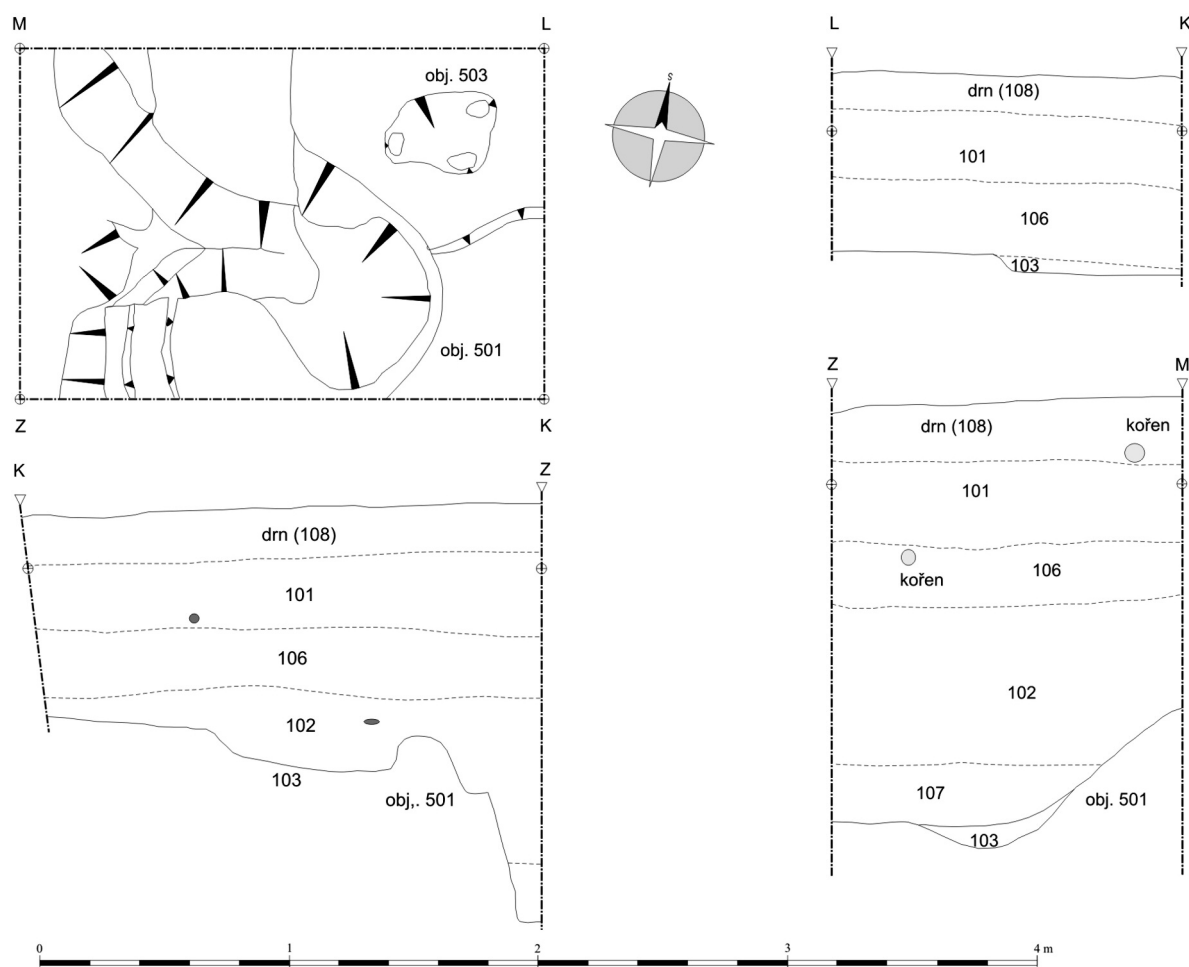 M
L
obj. 503
obj. 501
Z
K
S
L
K
drn (108)
101
106
103
K
Z
drn (108)
101
106
102
103
obj,. 501
Z
M
drn (108)
kořen
101
kořen
106
102
107
obj. 501
103
0
1
2
3
4 m